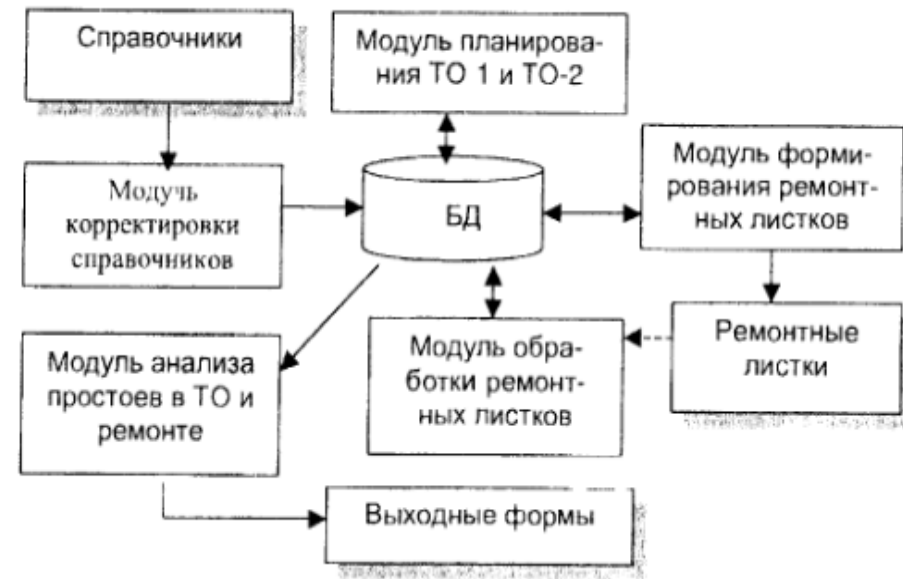 Справочники
Модуль планирова-
ния ТО 1 и ТО-2
Модучь
корректировки
справочников
БД
Модуль форми-
рования ремонт-
ных листков
Модуль анализа
простоев в ТО и
ремонте
Модуль обра-
ботки ремонт-
ных листков
Ремонтные
листки
Выходные формы